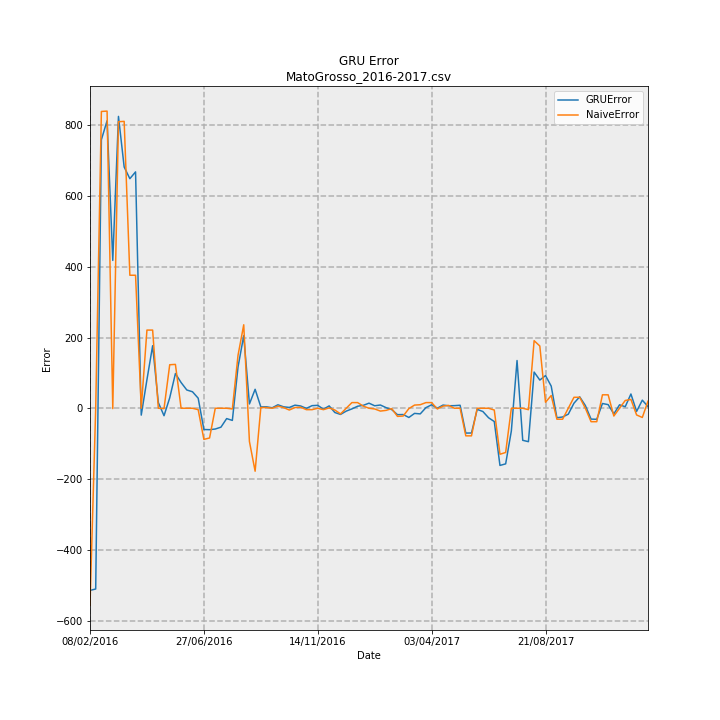 GRU Error
MatoGrosso_2016-2017.csv
GRUError
NaiveError
800
600
400
200
0
−200
−400
−600
Error
08/02/2016 27/06/2016 14/11/2016 03/04/2017 21/08/2017
Date